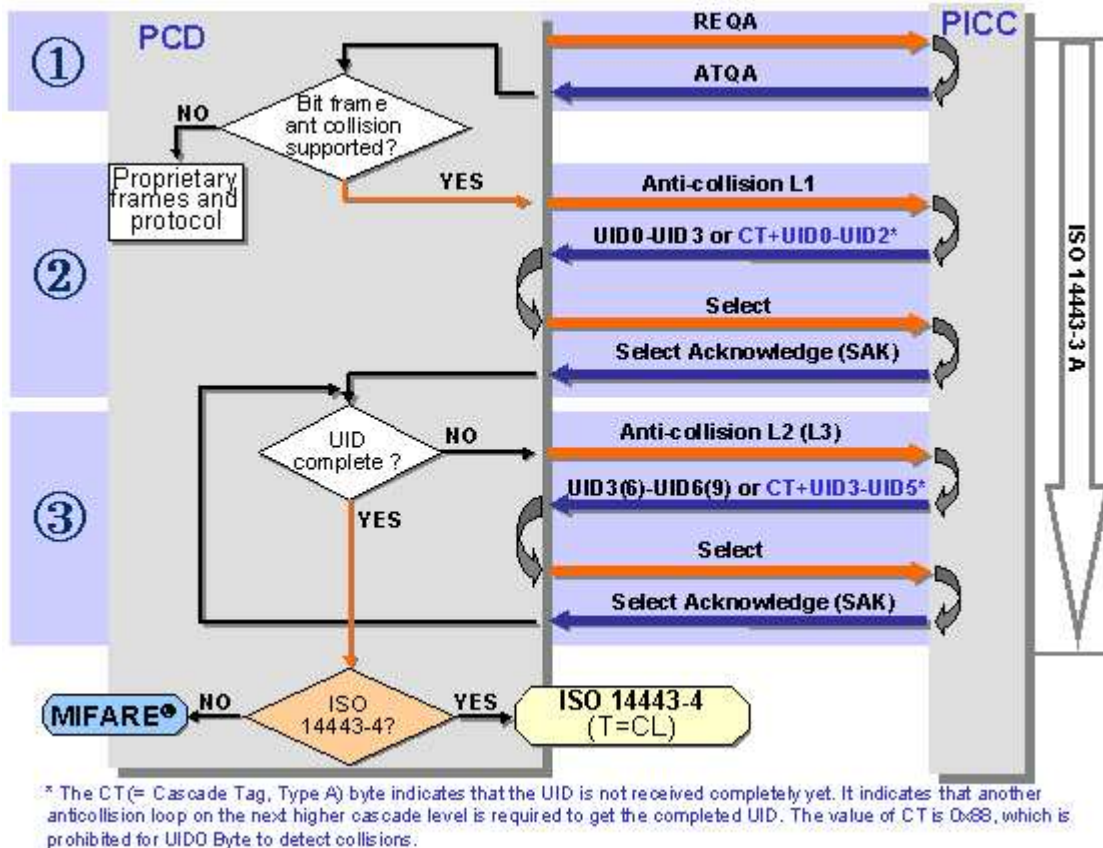 ①
PCD
REQA
PICC
ATQA
Bit frame
ant collision
supported?
NO
YES
Proprietary
frames and
protocol
②
Anti-collision L1
UID0-UID3 or CT+UID0-UID2*
Select
Select Acknowledge (SAK)
ISO 14443-3 A
③
UID
complete ?
NO
YES
Anti-collision L2 (L3)
UID3(6)-UID6(9) or CT+UID3-UID5*
Select
Select Acknowledge (SAK)
MIFARE®
NO
ISO
14443-4?
YES
ISO 14443-4
(T=CL)
* The CT (= Cascade Tag, Type A) byte indicates that the UID is not received completely yet. It indicates that another
anticollision loop on the next higher cascade level is required to get the completed UID. The value of CT is 0x88, which is
prohibited for UID0 Byte to detect collisions.